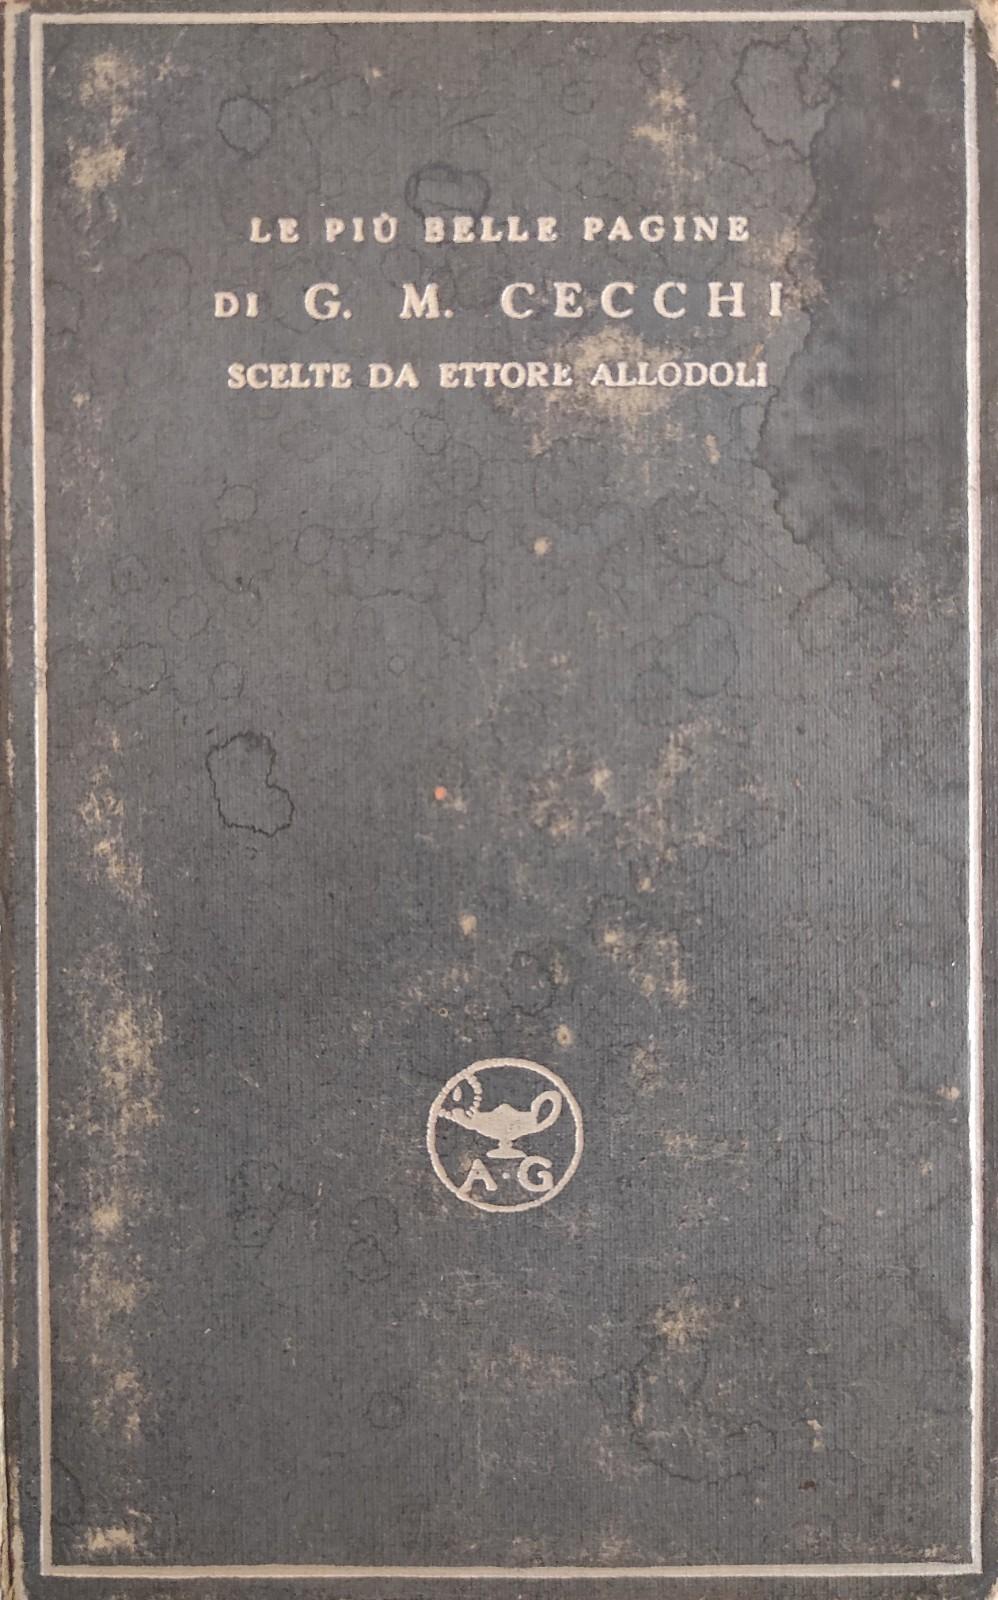 LE PIÙ BELLE PAGINE
DI G. M. CECCHI
SCELTE DA ETTORE ALLODOLI
A·G